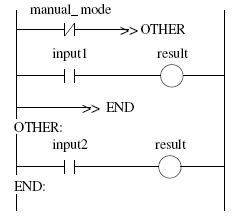 manual_mode
>> OTHER
input1 result
>> END
OTHER:
input2 result
END: